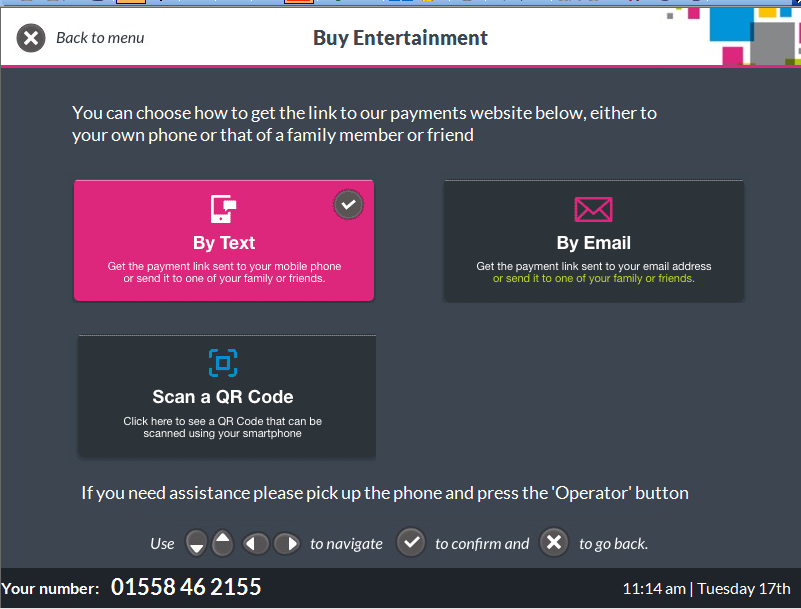 Back to menu
Buy Entertainment
You can choose how to get the link to our payments website below, either to
your own phone or that of a family member or friend
By Text
Get the payment link sent to your mobile phone
or send it to one of your family or friends.
By Email
Get the payment link sent to your email address
or send it to one of your family or friends.
Scan a QR Code
Click here to see a QR Code that can be
scanned using your smartphone
If you need assistance please pick up the phone and press the 'Operator' button
Use to navigate to confirm and to go back.
Your number: 01558 46 2155
11:14 am | Tuesday 17th